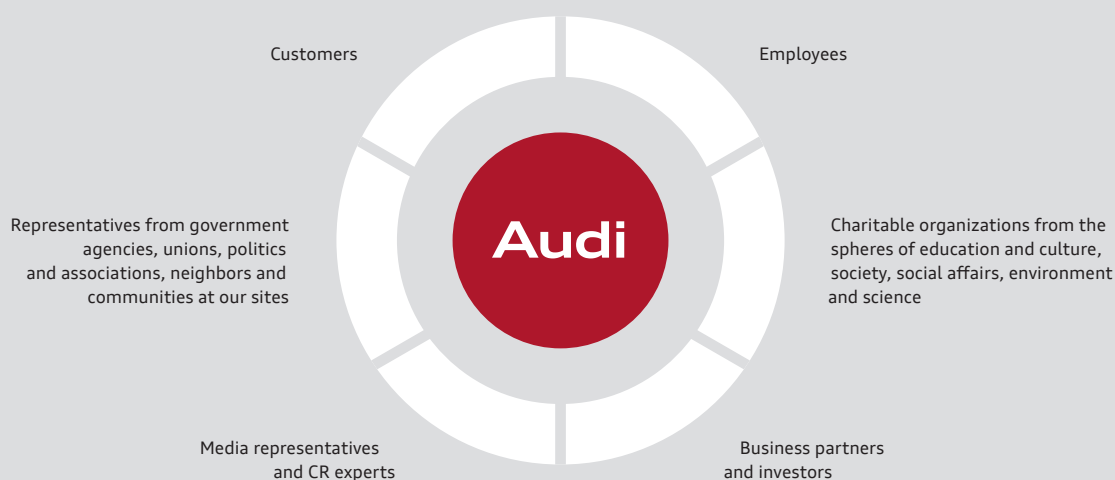 Customers
Employees
Representatives from government
agencies, unions, politics
and associations, neighbors and
communities at our sites
Audi
Charitable organizations from the
spheres of education and culture,
society, social affairs, environment
and science
Media representatives
and CR experts
Business partners
and investors